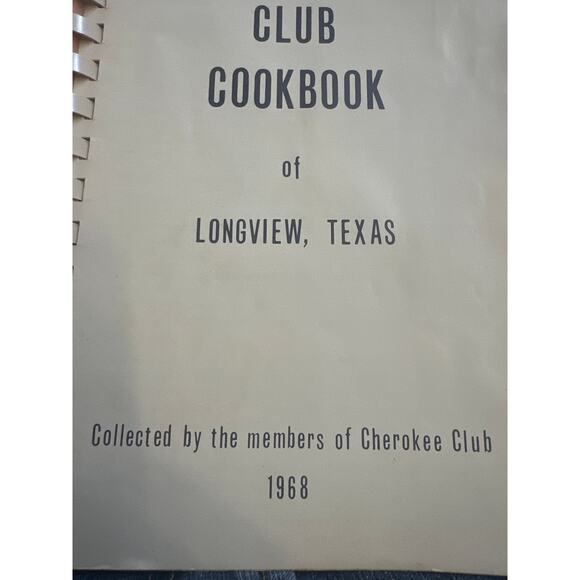 CLUB
COOKBOOK
of
LONGVIEW, TEXAS
Collected by the members of Cherokee Club
1968